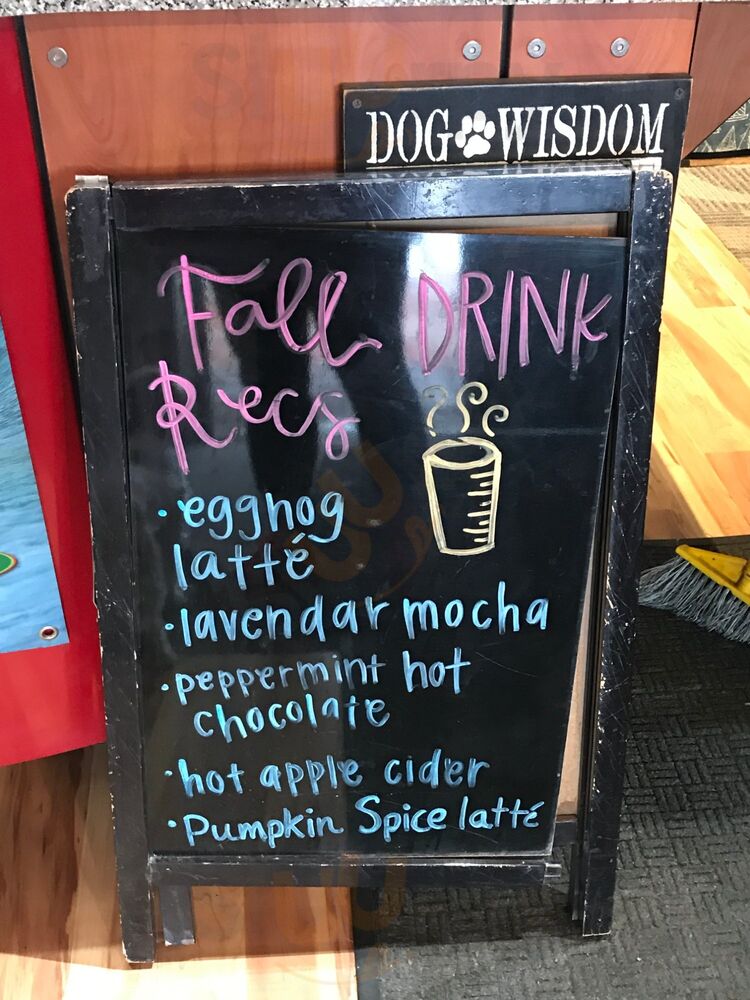 DOG WISDOM
Fall DRINK
Recs
• eggnog
latté
• lavendar mocha
• peppermint hot
chocolate
• hot apple cider
• Pumpkin Spice latté